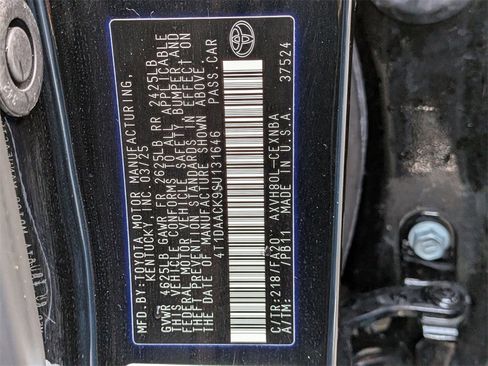 MFD.BY: TOYOTA MOTOR MANUFACTURING,
KENTUCKY, INC. 03/25
GVWR 4625LB GAWR FR 2625LB RR 2425LB
THIS VEHICLE CONFORMS TO ALL APPLICABLE
FEDERAL MOTOR VEHICLE SAFETY, BUMPER, AND
THEFT PREVENTION STANDARDS IN EFFECT ON
THE DATE OF MANUFACTURE SHOWN ABOVE.
4T1DAACK9SU131646 PASS.CAR
C/TR:218/FA20 AXVH80L-CEXNBA
A/TM: /PB11 MADE IN U.S.A. 37524